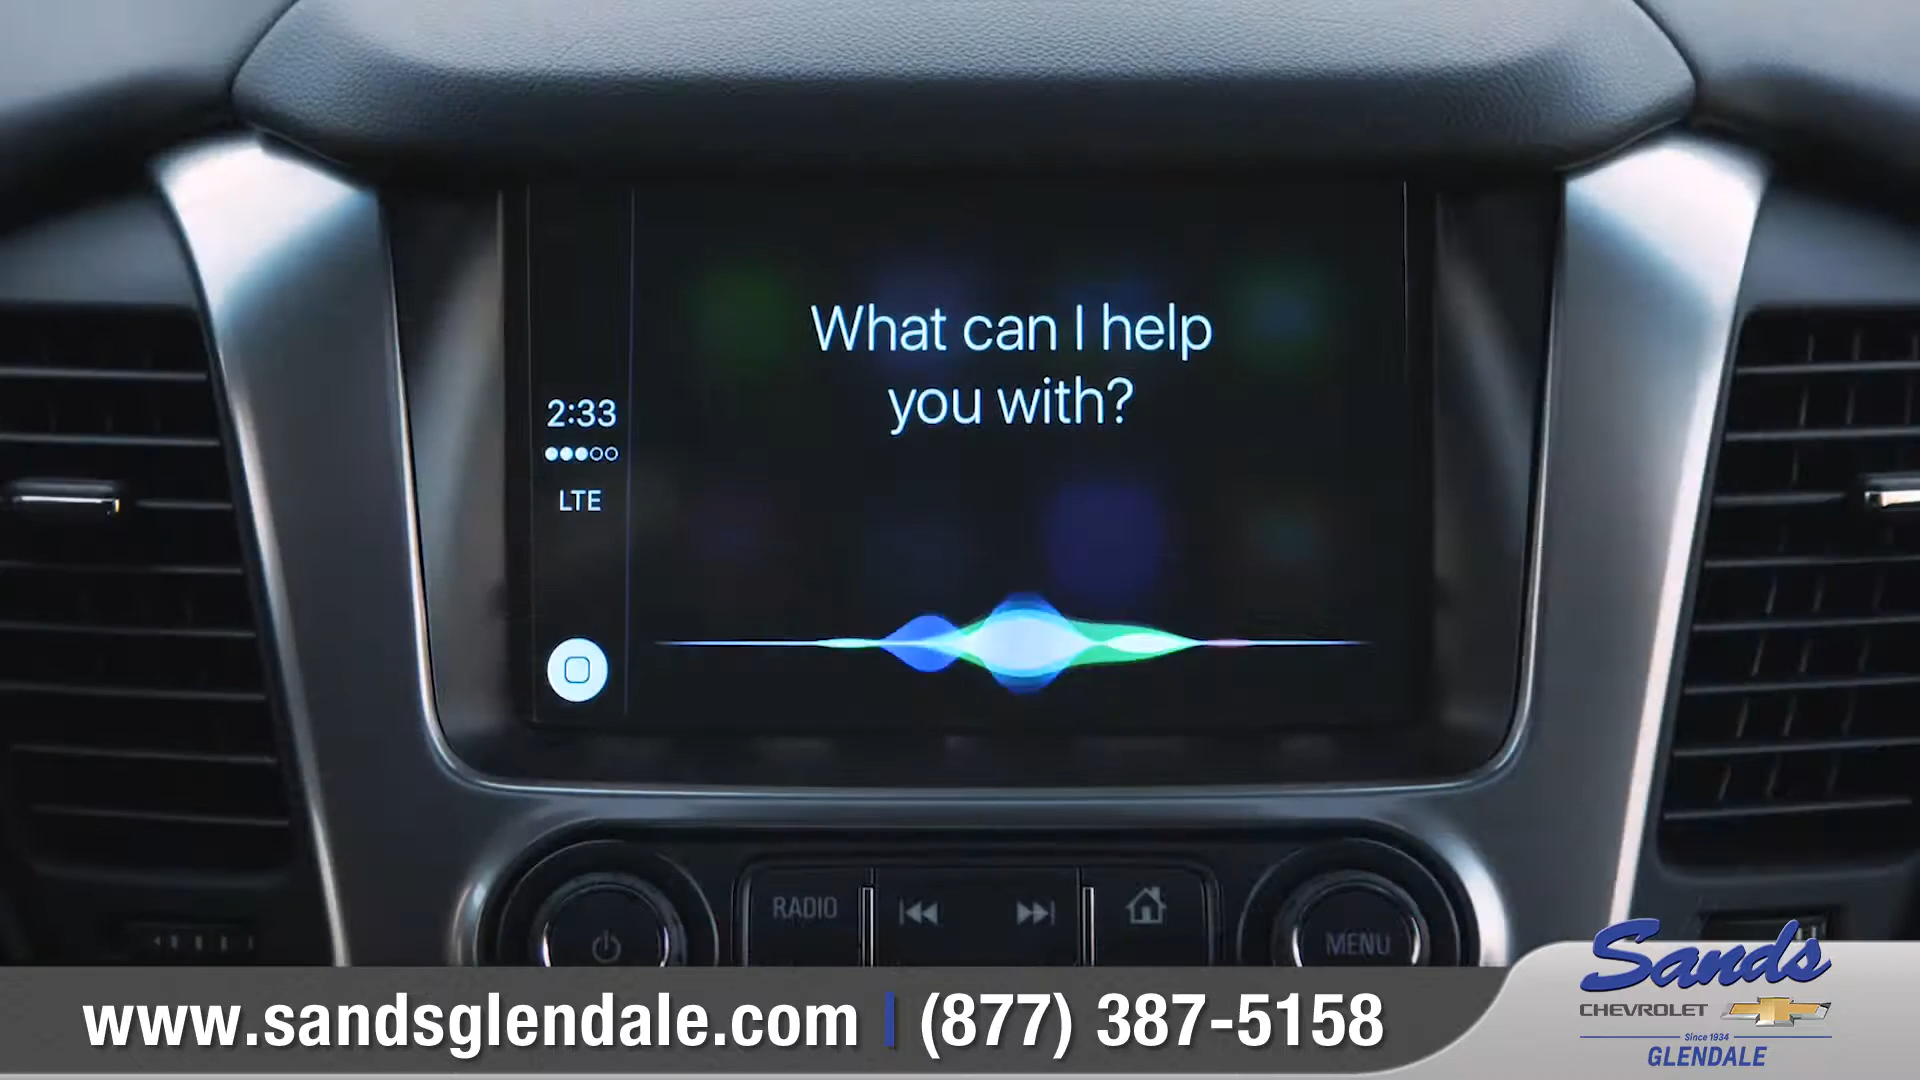 What can I help
you with?
2:33
LTE
RADIO
MENU
www.sandsglendale.com | (877) 387-5158
Sands
CHEVROLET
Since 1934
GLENDALE